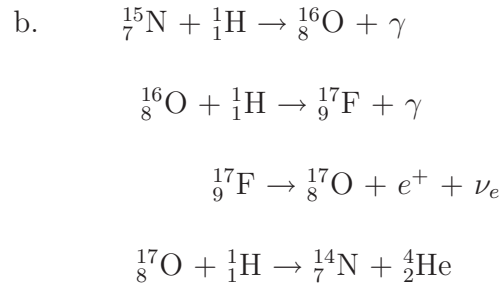 b. ¹⁵₇N + ¹₁H → ¹⁶₈O + γ
¹⁶₈O + ¹₁H → ¹⁷₉F + γ
¹⁷₉F → ¹⁷₈O + e⁺ + νₑ
¹⁷₈O + ¹₁H → ¹⁴₇N + ⁴₂He